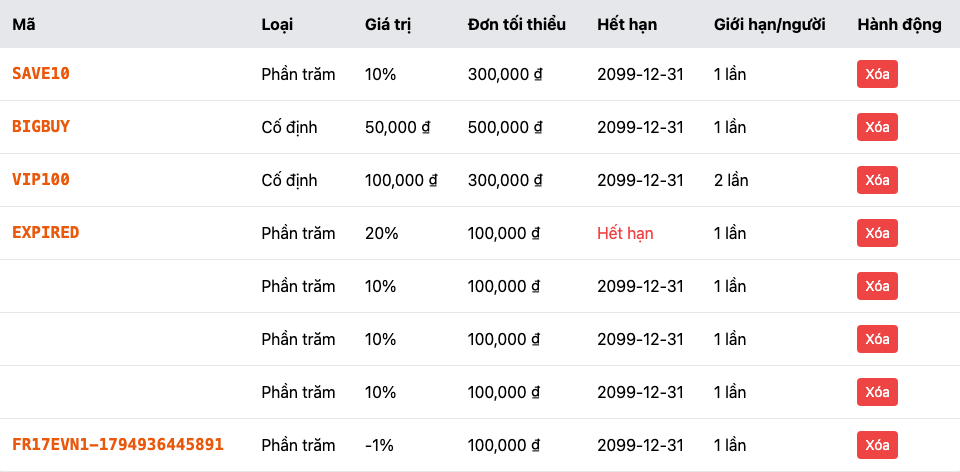 Mã Loại Giá trị Đơn tối thiểu Hết hạn Giới hạn/người Hành động
SAVE10 Phần trăm 10% 300,000 ₫ 2099-12-31 1 lần Xóa
BIGBUY Cố định 50,000 ₫ 500,000 ₫ 2099-12-31 1 lần Xóa
VIP100 Cố định 100,000 ₫ 300,000 ₫ 2099-12-31 2 lần Xóa
EXPIRED Phần trăm 20% 100,000 ₫ Hết hạn 1 lần Xóa
Phần trăm 10% 100,000 ₫ 2099-12-31 1 lần Xóa
Phần trăm 10% 100,000 ₫ 2099-12-31 1 lần Xóa
Phần trăm 10% 100,000 ₫ 2099-12-31 1 lần Xóa
FR17EVN1-1794936445891 Phần trăm -1% 100,000 ₫ 2099-12-31 1 lần Xóa